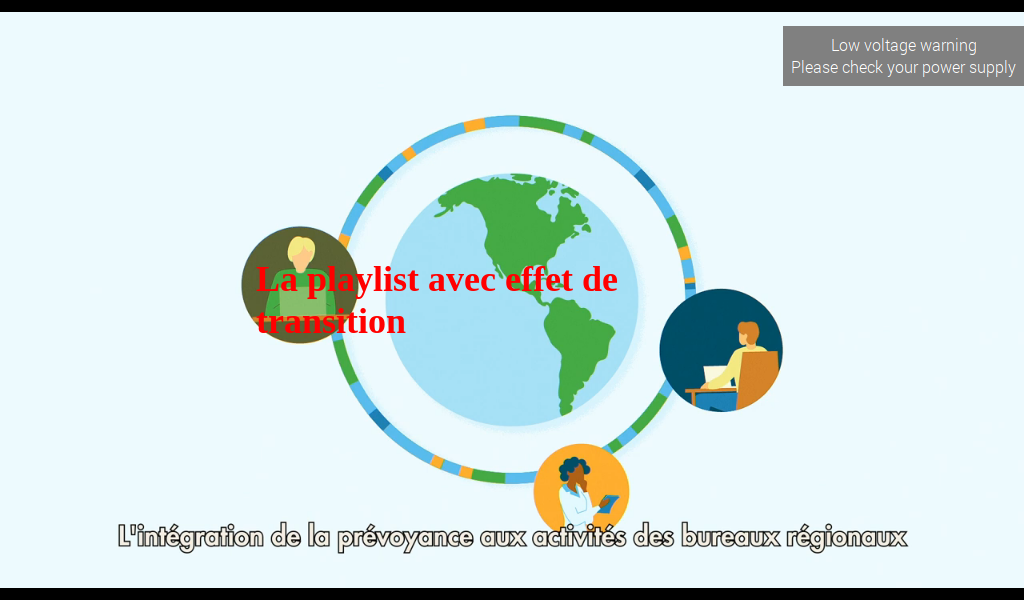 Low voltage warning
Please check your power supply
La playlist avec effet de
transition
L'intégration de la prévoyance aux activités des bureaux régionaux